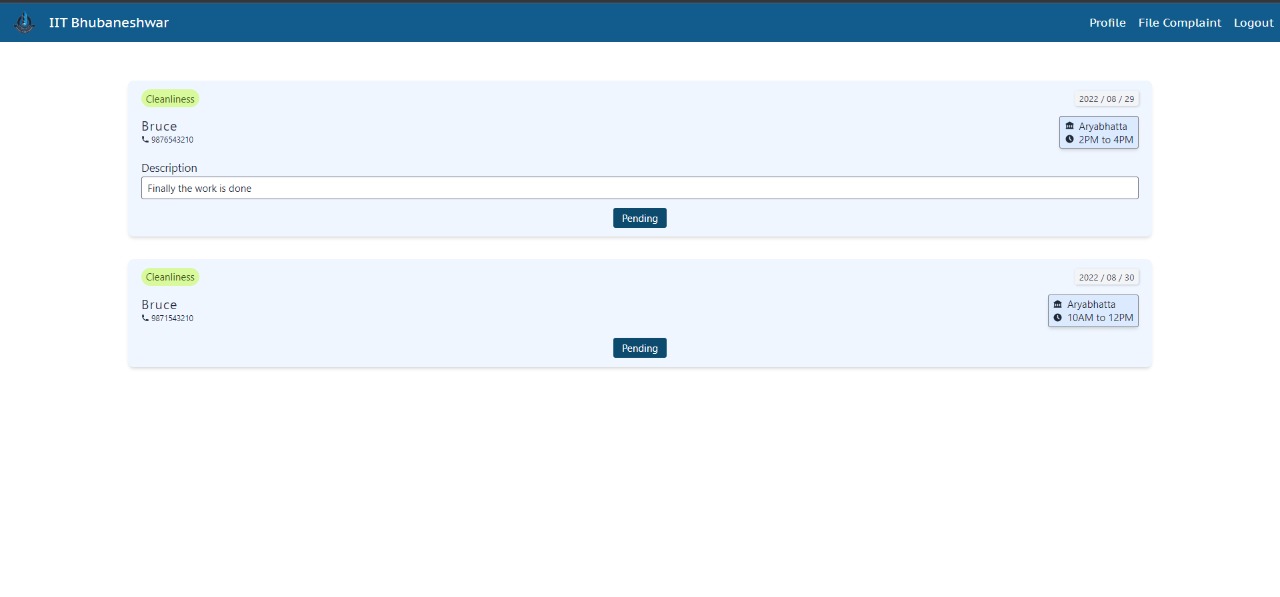 IIT Bhubaneshwar
Profile File Complaint Logout
Cleanliness
2022 / 08 / 29
Bruce
9876543210
Aryabhatta
2PM to 4PM
Description
Finally the work is done
Pending
Cleanliness
2022 / 08 / 30
Bruce
9871543210
Aryabhatta
10AM to 12PM
Pending